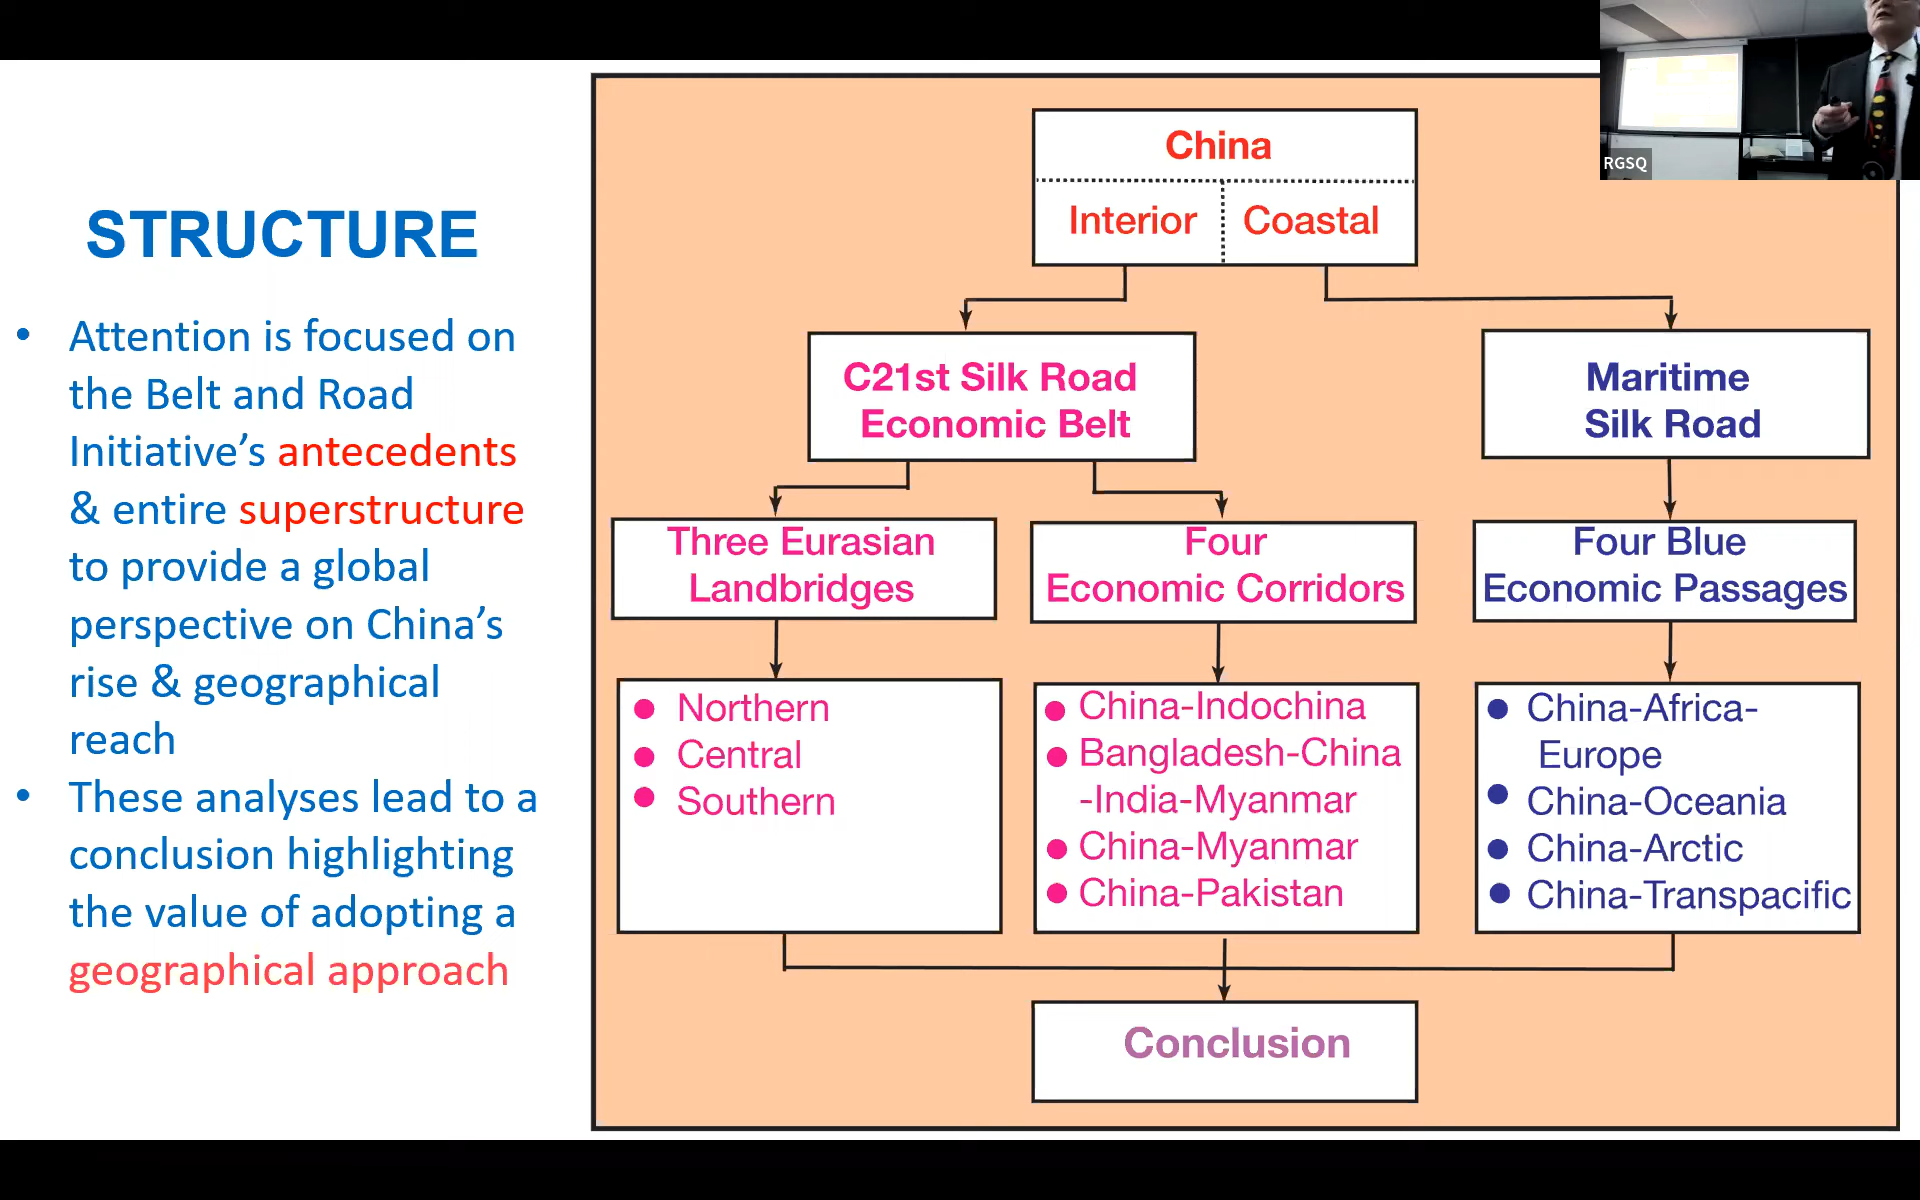 STRUCTURE
• Attention is focused on
the Belt and Road
Initiative’s antecedents
& entire superstructure
to provide a global
perspective on China’s
rise & geographical
reach
• These analyses lead to a
conclusion highlighting
the value of adopting a
geographical approach
China
Interior
Coastal
C21st Silk Road
Economic Belt
Maritime
Silk Road
Three Eurasian
Landbridges
Four
Economic Corridors
Four Blue
Economic Passages
• Northern
• Central
• Southern
• China-Indochina
• Bangladesh-China
-India-Myanmar
• China-Myanmar
• China-Pakistan
• China-Africa-
Europe
• China-Oceania
• China-Arctic
• China-Transpacific
Conclusion
RGSQ